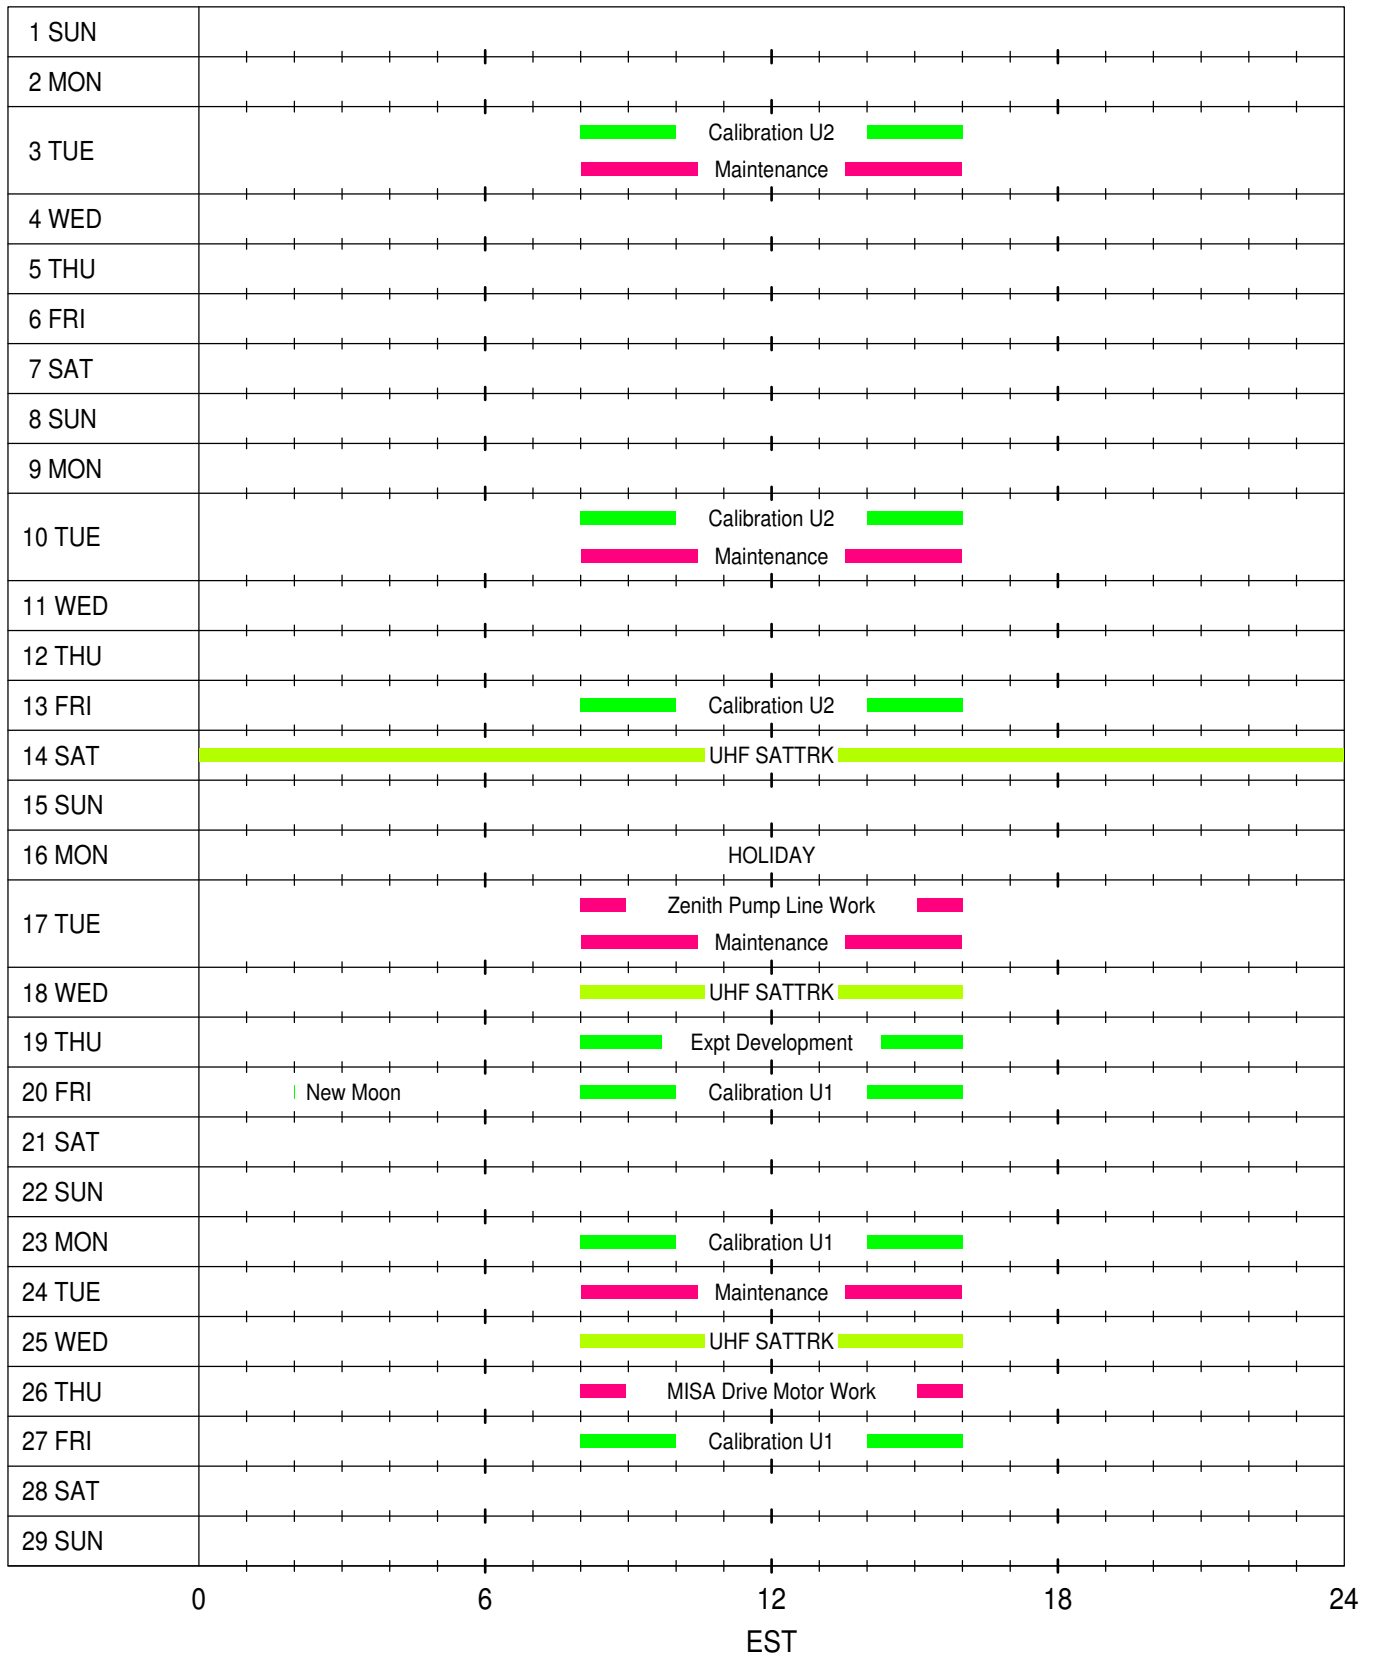 1 SUN
2 MON
3 TUE
Calibration U2
Maintenance
4 WED
5 THU
6 FRI
7 SAT
8 SUN
9 MON
10 TUE
Calibration U2
Maintenance
11 WED
12 THU
13 FRI Calibration U2
14 SAT UHF SATTRK
15 SUN
16 MON HOLIDAY
17 TUE
Zenith Pump Line Work
Maintenance
18 WED UHF SATTRK
19 THU Expt Development
20 FRI New Moon Calibration U1
21 SAT
22 SUN
23 MON Calibration U1
24 TUE Maintenance
25 WED UHF SATTRK
26 THU MISA Drive Motor Work
27 FRI Calibration U1
28 SAT
29 SUN
0 6 12 18 24
EST